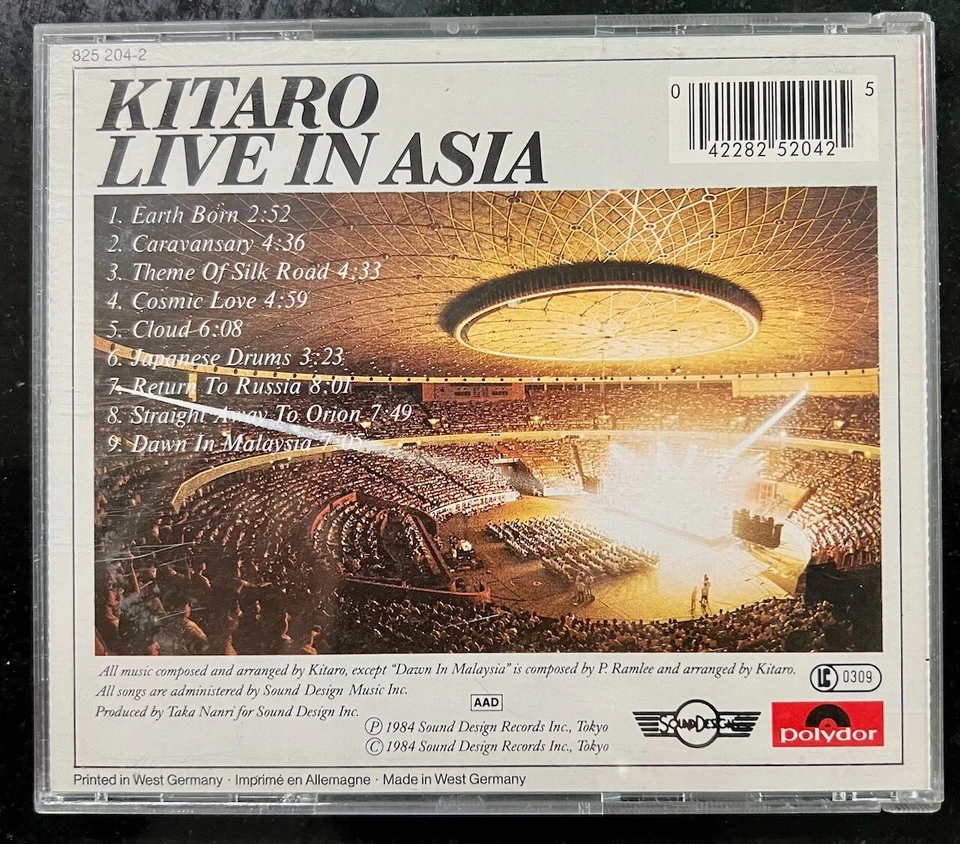 825 204-2
KITARO
LIVE IN ASIA
0 42282 52042 5
1. Earth Born 2:52
2. Caravansary 4:36
3. Theme Of Silk Road 4:33
4. Cosmic Love 4:59
5. Cloud 6:08
6. Japanese Drums 3:23
7. Return To Russia 8:01
8. Straight Away To Orion 7:49
9. Dawn In Malaysia 7:05
All music composed and arranged by Kitaro, except "Dawn In Malaysia" is composed by P. Ramlee and arranged by Kitaro.
All songs are administered by Sound Design Music Inc.
Produced by Taka Nanri for Sound Design Inc.
AAD
Ⓟ 1984 Sound Design Records Inc., Tokyo
Ⓒ 1984 Sound Design Records Inc., Tokyo
LC 0309
SOUND DESIGN
polydor
Printed in West Germany · Imprimé en Allemagne · Made in West Germany